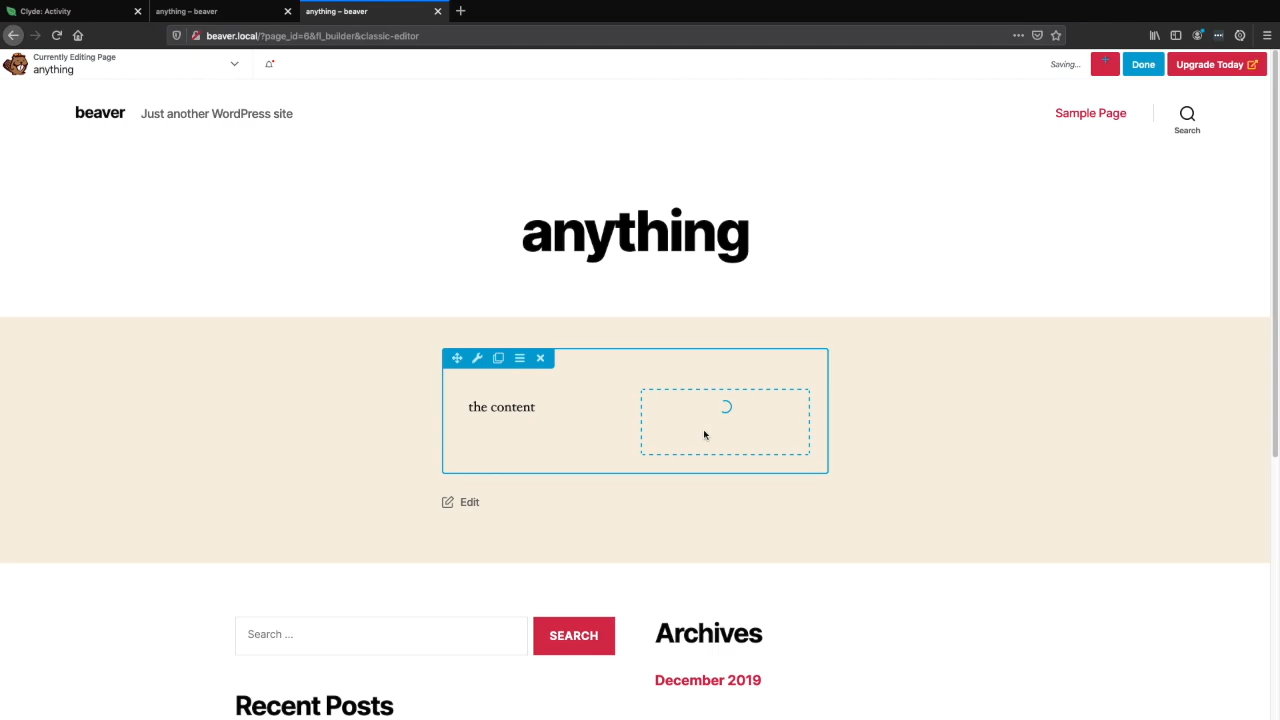 Clyde: Activity
anything – beaver
anything – beaver
beaver.local/?page_id=6&fl_builder&classic-editor
Currently Editing Page
anything
Saving...
Done
Upgrade Today
beaver
Just another WordPress site
Sample Page
Search
anything
the content
Edit
Search ...
SEARCH
Archives
December 2019
Recent Posts